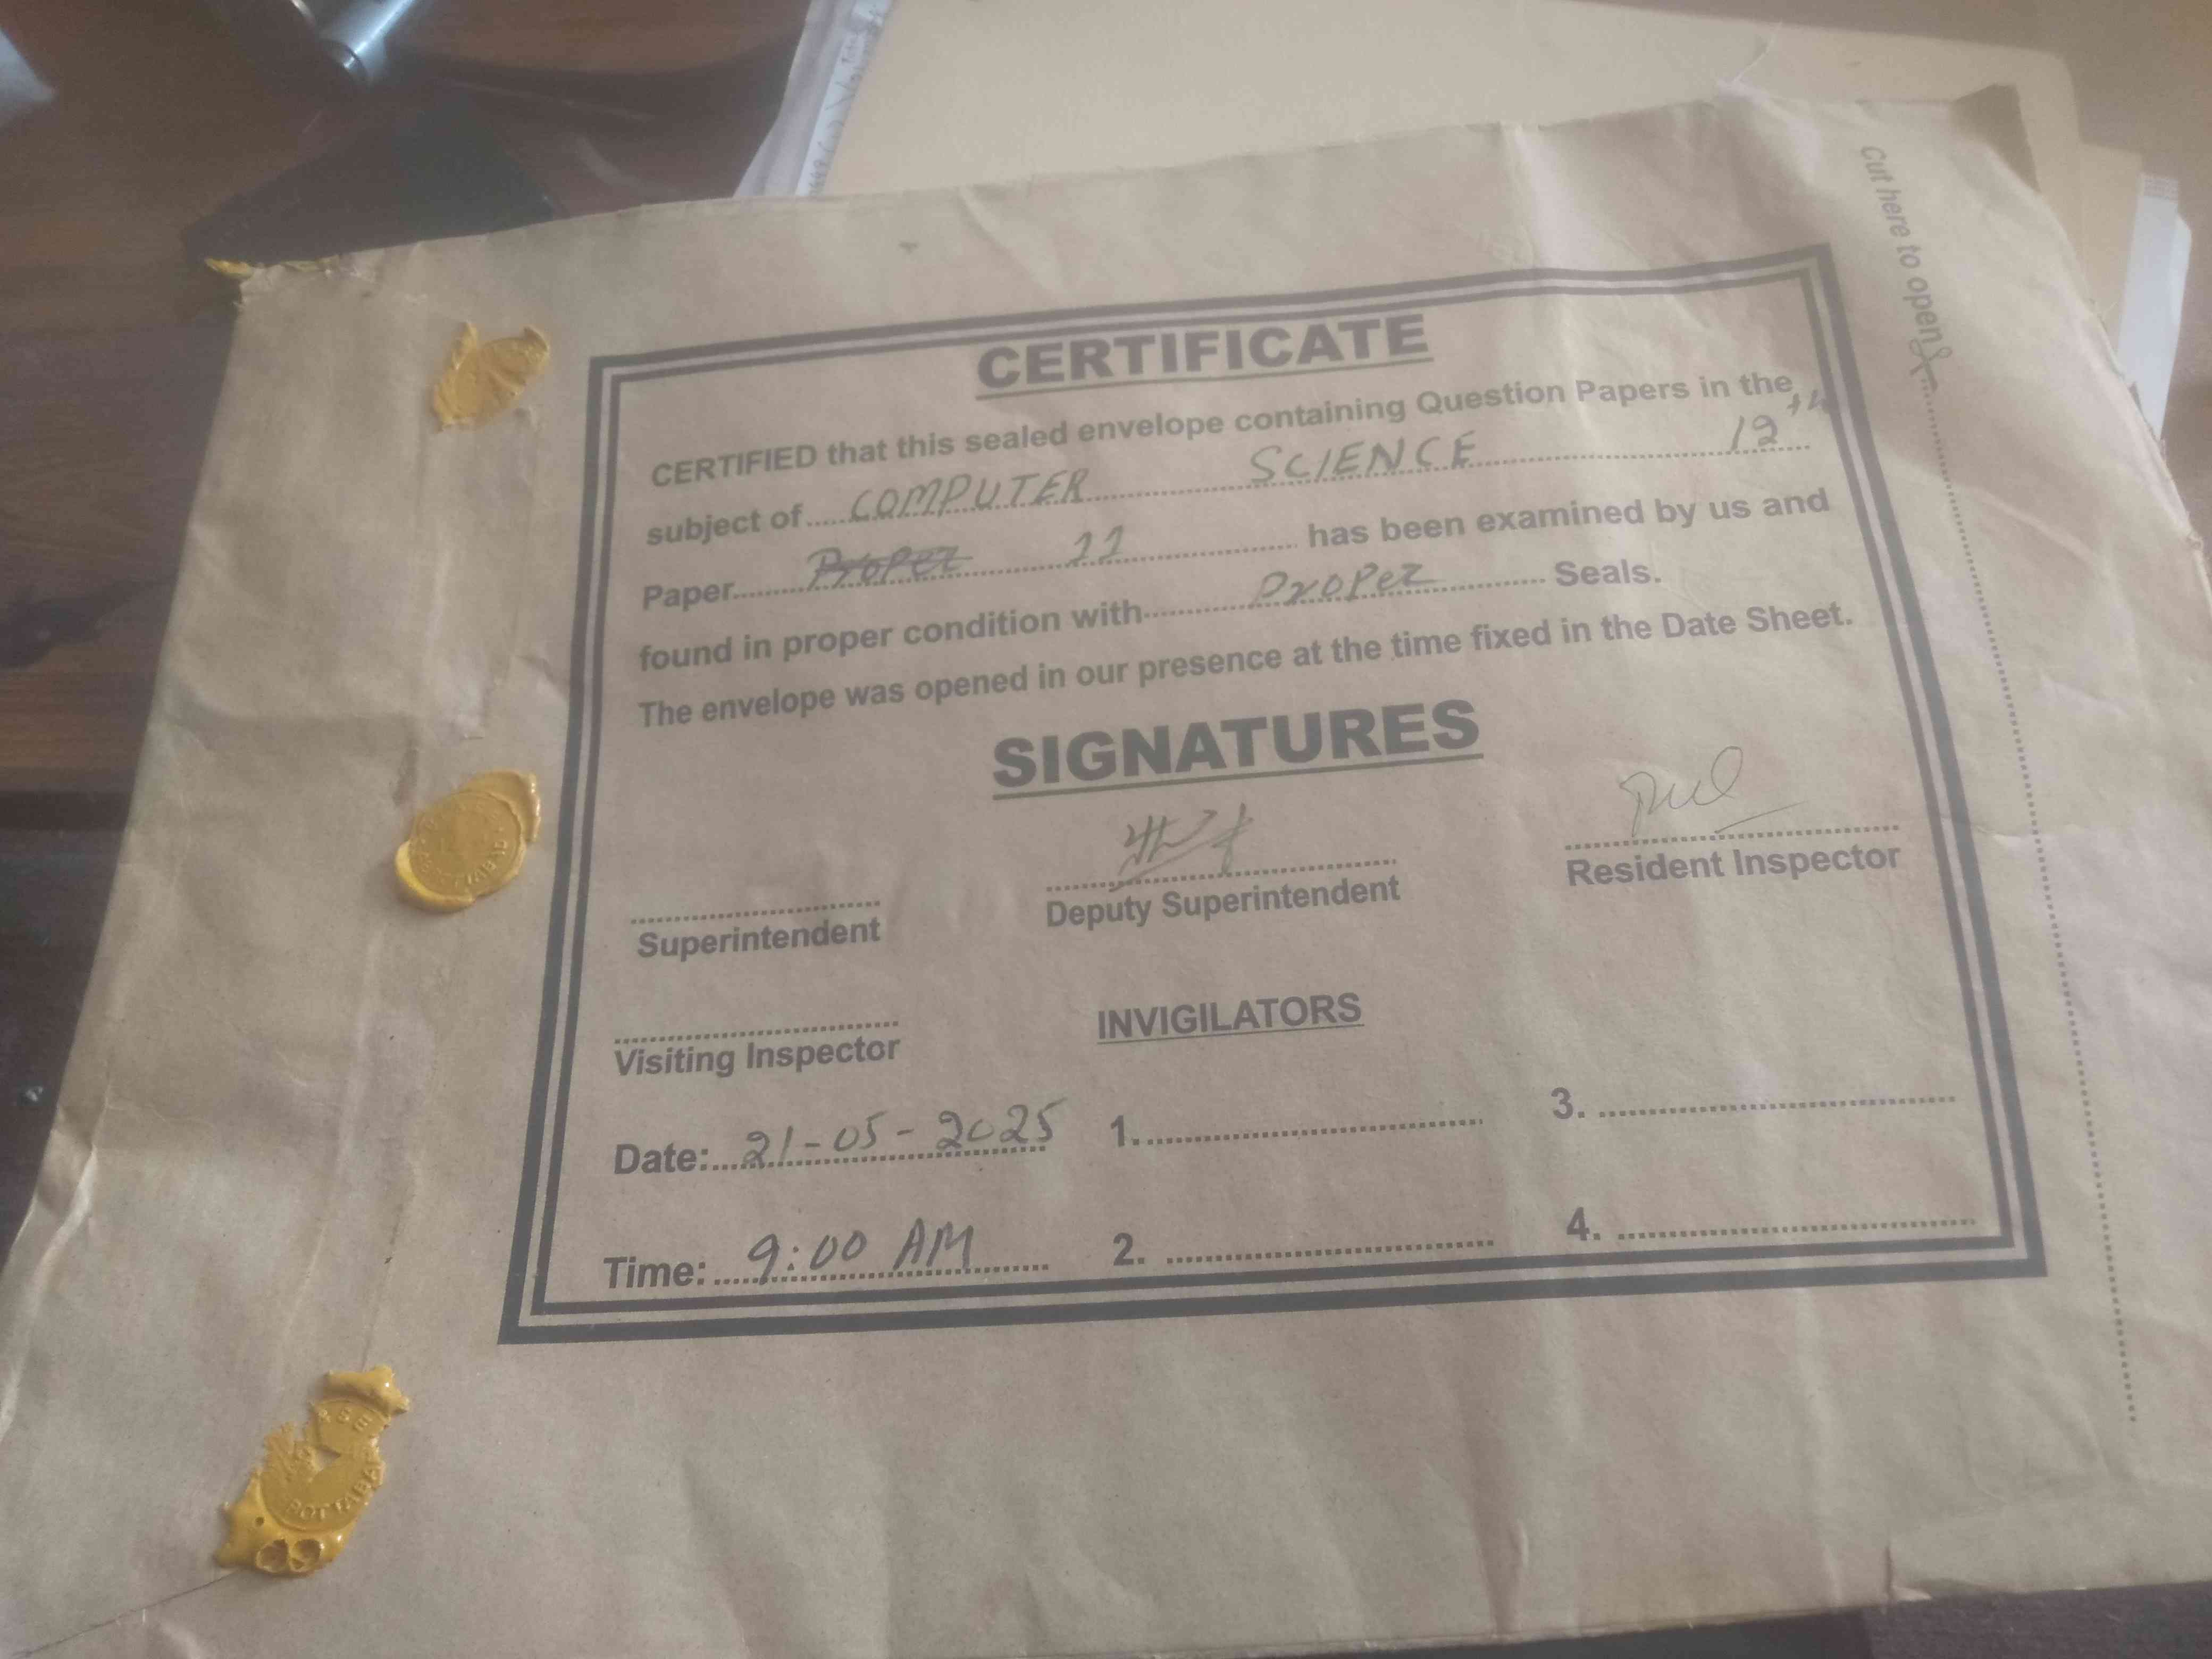 Cut here to open
CERTIFICATE
CERTIFIED that this sealed envelope containing Question Papers in the
subject of COMPUTER SCIENCE 12th
Paper Proper 11 has been examined by us and
found in proper condition with Proper Seals.
The envelope was opened in our presence at the time fixed in the Date Sheet.
SIGNATURES
Superintendent Deputy Superintendent Resident Inspector
Visiting Inspector INVIGILATORS
Date: 21-05-2025 1. 3.
Time: 9:00 AM 2. 4.